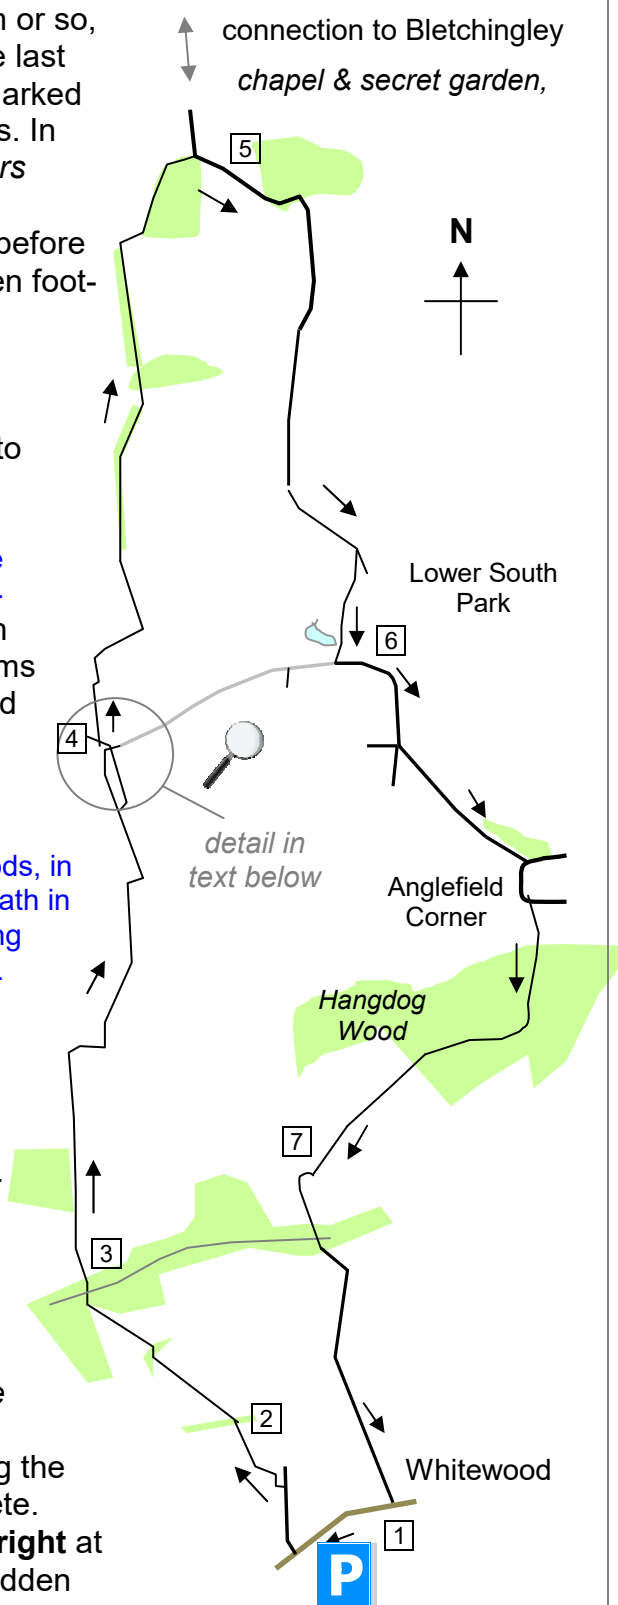 or so,
connection to Bletchingley
last
chapel & secret garden,
arked
s. In
rs
5
before
N
en foot-
to
Lower South
Park
6
ms
d
4
detail in
text below
ods, in
Anglefield
ath in
Corner
ng
Hangdog
Wood
7
3
2
g the
Whitewood
ete.
1
right at
P
dden